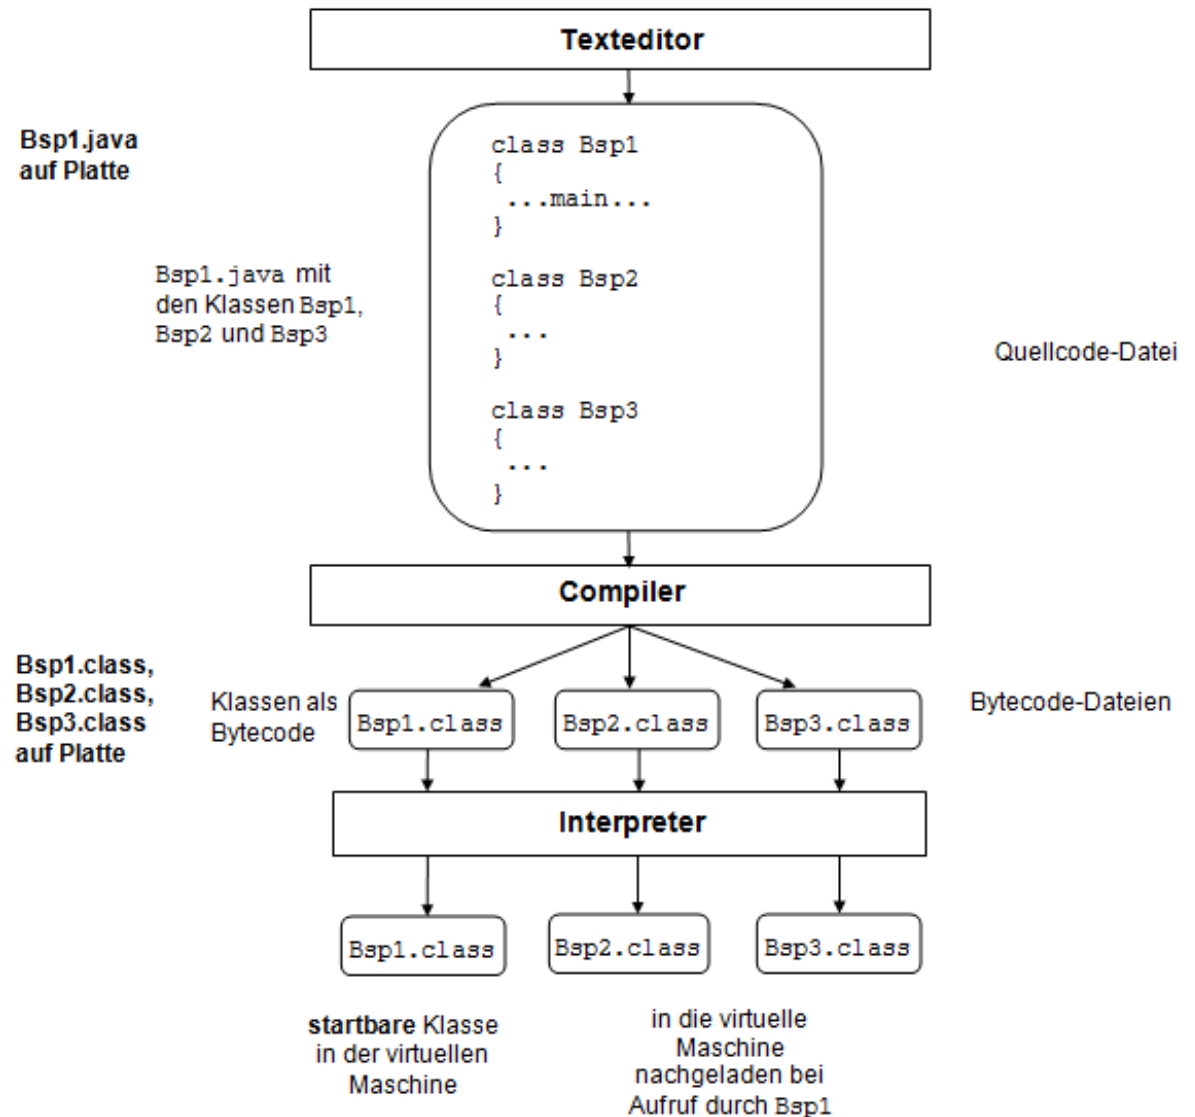 Texteditor
Bsp1.java
auf Platte
class Bsp1
{
...main...
}
Bsp1.java mit
den Klassen Bsp1,
Bsp2 und Bsp3
class Bsp2
{
...
}
Quellcode-Datei
class Bsp3
{
...
}
Compiler
Bsp1.class,
Bsp2.class,
Bsp3.class
auf Platte
Klassen als
Bytecode
Bsp1.class
Bsp2.class
Bsp3.class
Bytecode-Dateien
Interpreter
Bsp1.class
Bsp2.class
Bsp3.class
startbare Klasse
in der virtuellen
Maschine
in die virtuelle
Maschine
nachgeladen bei
Aufruf durch Bsp1